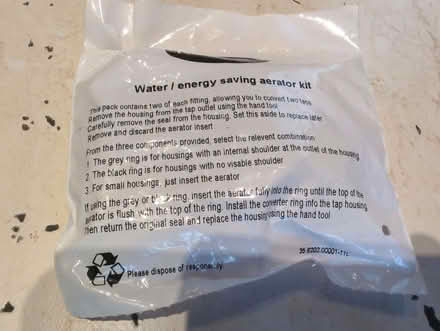 Water / energy saving aerator kit
This pack contains two of each fitting, allowing you to convert two taps
Remove the housing from the tap outlet using the hand tool
Carefully remove the seal from the housing. Set this aside to replace later
Remove and discard the aerator insert
From the three components provided, select the relevent combination
1 The grey ring is for housings with an internal shoulder at the outlet of the housing
2. The black ring is for housings with no visable shoulder
3. For small housings, just insert the aerator
If using the grey or black ring, insert the aerator fully into the ring until the top of the
aerator is flush with the top of the ring. Install the converter ring into the tap housing
then return the original seal and replace the housing using the hand tool
Please dispose of responsibly